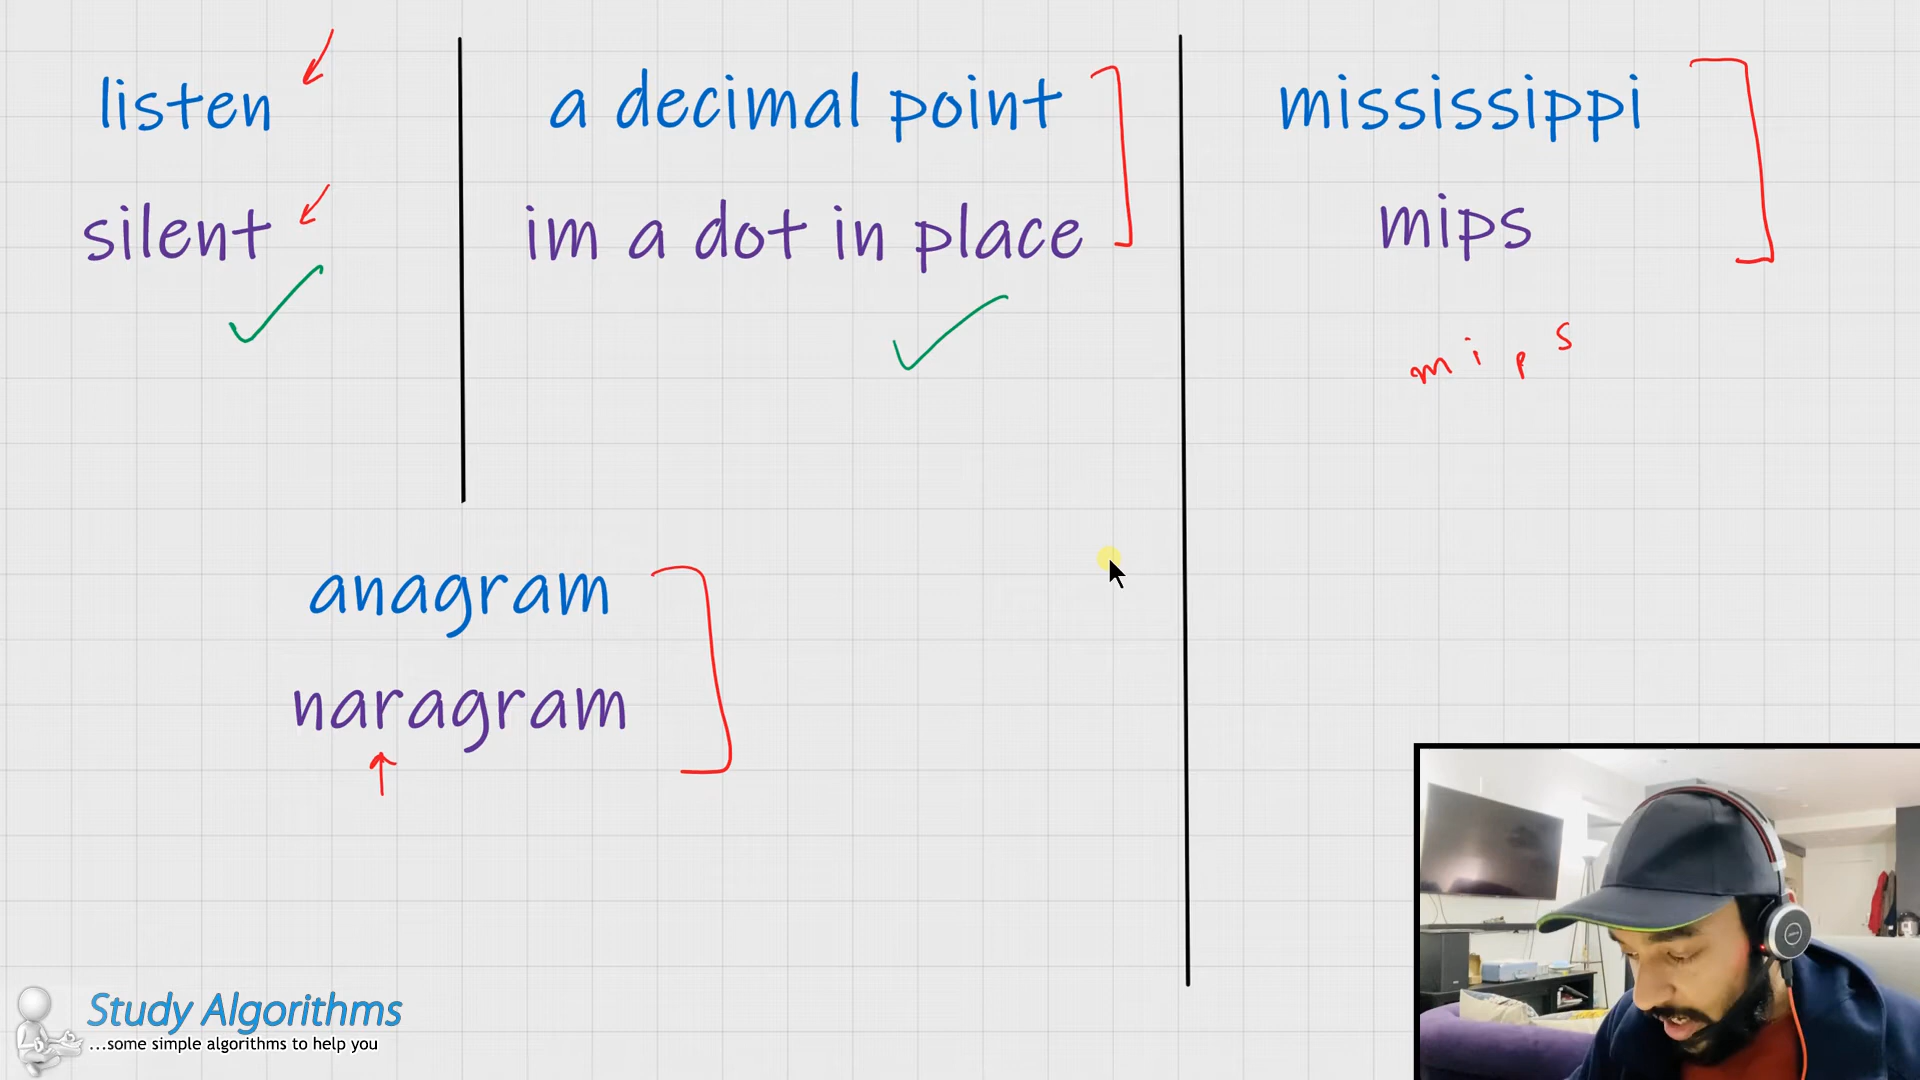 listen
silent
a decimal point
im a dot in place
mississippi
mips
m i p s
anagram
naragram
Study Algorithms
...some simple algorithms to help you